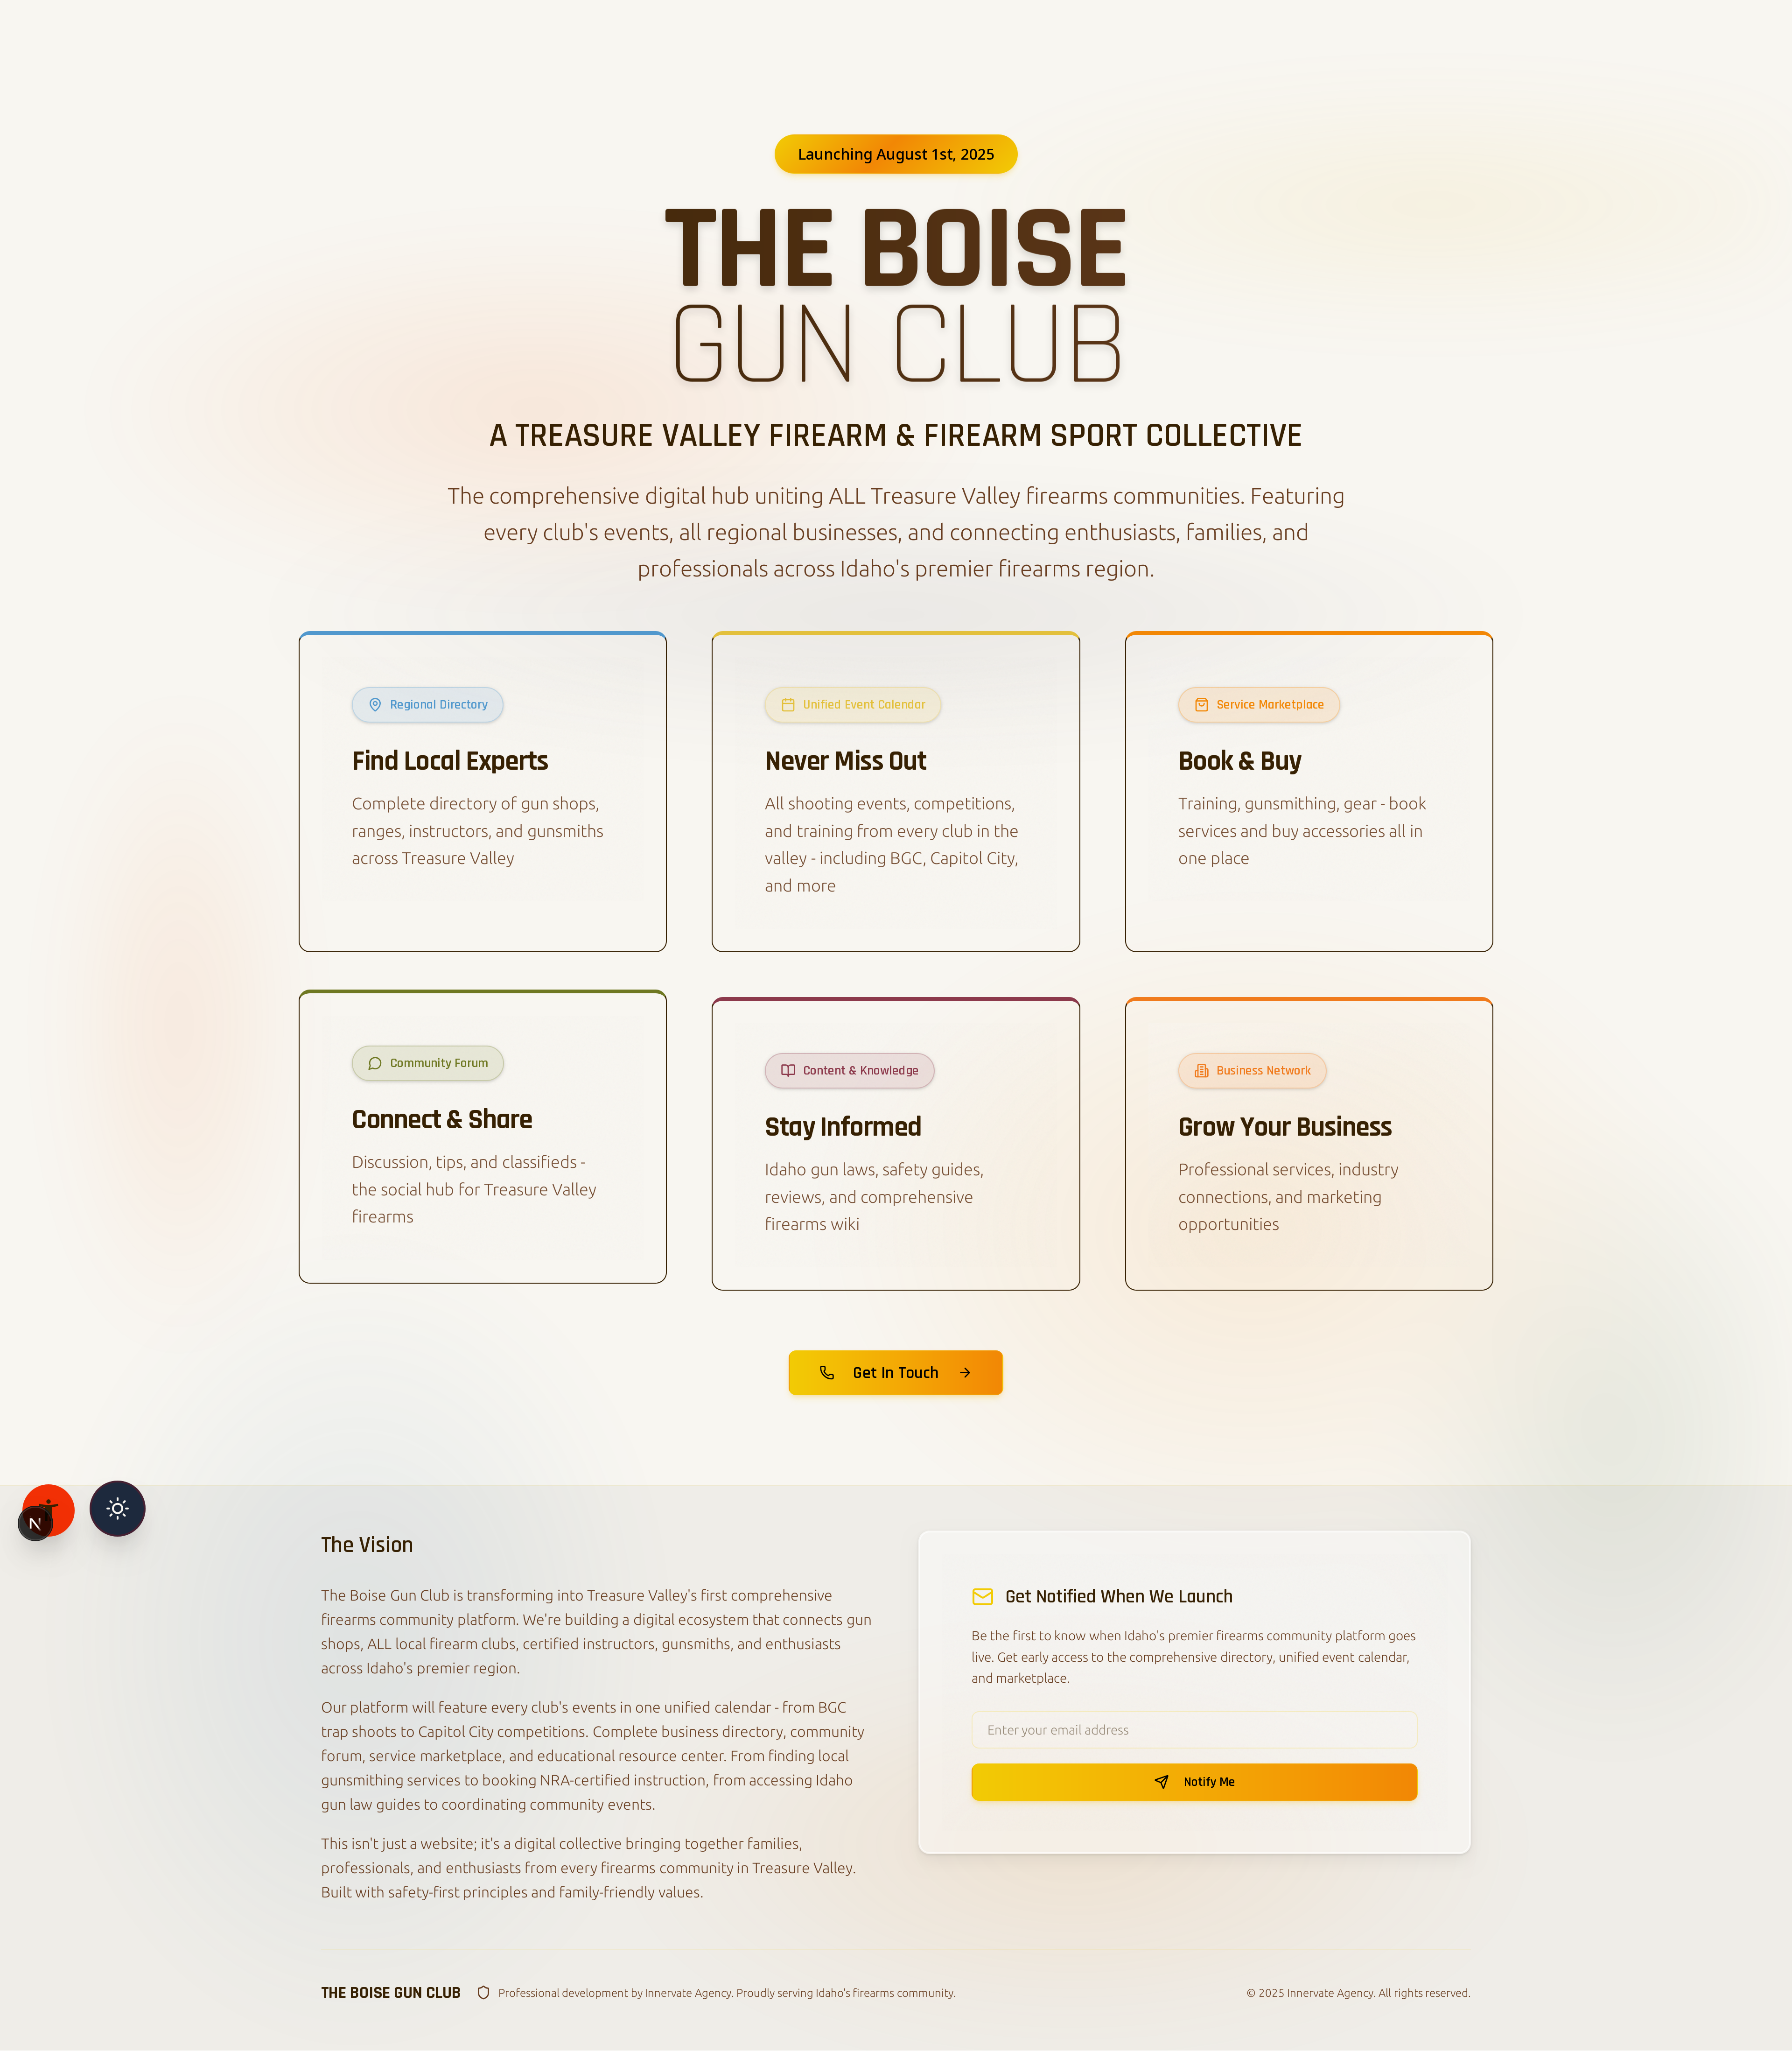 Launching August 1st, 2025
THE BOISE
GUN CLUB
A TREASURE VALLEY FIREARM & FIREARM SPORT COLLECTIVE
The comprehensive digital hub uniting ALL Treasure Valley firearms communities. Featuring
every club's events, all regional businesses, and connecting enthusiasts, families, and
professionals across Idaho's premier firearms region.
Regional Directory
Find Local Experts
Complete directory of gun shops,
ranges, instructors, and gunsmiths
across Treasure Valley
Unified Event Calendar
Never Miss Out
All shooting events, competitions,
and training from every club in the
valley - including BGC, Capitol City,
and more
Service Marketplace
Book & Buy
Training, gunsmithing, gear - book
services and buy accessories all in
one place
Community Forum
Connect & Share
Discussion, tips, and classifieds -
the social hub for Treasure Valley
firearms
Content & Knowledge
Stay Informed
Idaho gun laws, safety guides,
reviews, and comprehensive
firearms wiki
Business Network
Grow Your Business
Professional services, industry
connections, and marketing
opportunities
Get In Touch
N
The Vision
The Boise Gun Club is transforming into Treasure Valley's first comprehensive
firearms community platform. We're building a digital ecosystem that connects gun
shops, ALL local firearm clubs, certified instructors, gunsmiths, and enthusiasts
across Idaho's premier region.
Our platform will feature every club's events in one unified calendar - from BGC
trap shoots to Capitol City competitions. Complete business directory, community
forum, service marketplace, and educational resource center. From finding local
gunsmithing services to booking NRA-certified instruction, from accessing Idaho
gun law guides to coordinating community events.
This isn't just a website; it's a digital collective bringing together families,
professionals, and enthusiasts from every firearms community in Treasure Valley.
Built with safety-first principles and family-friendly values.
Get Notified When We Launch
Be the first to know when Idaho's premier firearms community platform goes
live. Get early access to the comprehensive directory, unified event calendar,
and marketplace.
Enter your email address
Notify Me
THE BOISE GUN CLUB
Professional development by Innervate Agency. Proudly serving Idaho's firearms community.
© 2025 Innervate Agency. All rights reserved.